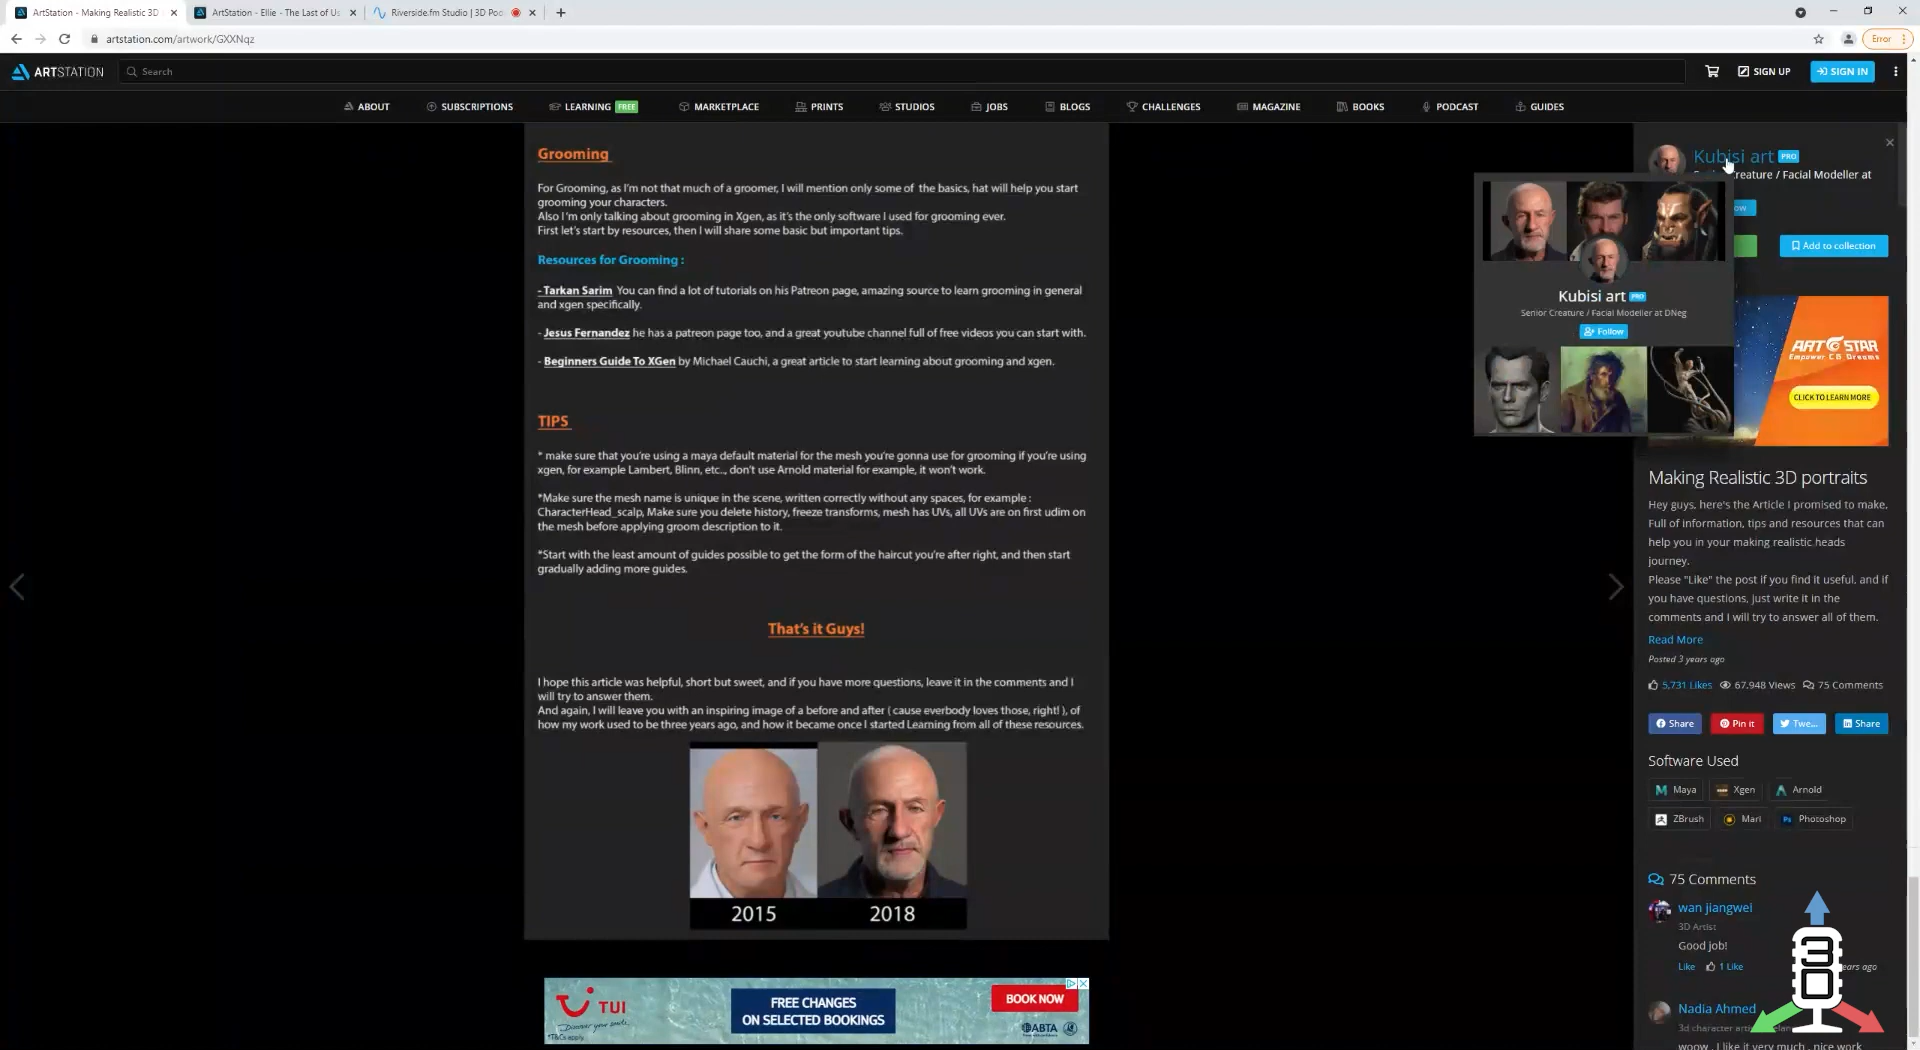 ArtStation - Making Realistic 3D
ArtStation - Ellie - The Last of Us
Riverside.fm Studio | 3D Pod
artstation.com/artwork/GXXNqz
Error
ARTSTATION
Search
SIGN UP
SIGN IN
ABOUT
SUBSCRIPTIONS
LEARNING FREE
MARKETPLACE
PRINTS
STUDIOS
JOBS
BLOGS
CHALLENGES
MAGAZINE
BOOKS
PODCAST
GUIDES
Grooming
For Grooming, as I'm not that much of a groomer, I will mention only some of the basics, hat will help you start
grooming your characters.
Also I'm only talking about grooming in Xgen, as it's the only software I used for grooming ever.
First let's start by resources, then I will share some basic but important tips.
Resources for Grooming :
- Tarkan Sarim You can find a lot of tutorials on his Patreon page, amazing source to learn grooming in general
and xgen specifically.
- Jesus Fernandez he has a patreon page too, and a great youtube channel full of free videos you can start with.
- Beginners Guide To XGen by Michael Cauchi, a great article to start learning about grooming and xgen.
TIPS
* make sure that you're using a maya default material for the mesh you're gonna use for grooming if you're using
xgen, for example Lambert, Blinn, etc.., don't use Arnold material for example, it won't work.
*Make sure the mesh name is unique in the scene, written correctly without any spaces, for example :
CharacterHead_scalp, Make sure you delete history, freeze transforms, mesh has UVs, all UVs are on first udim on
the mesh before applying groom description to it.
*Start with the least amount of guides possible to get the form of the haircut you're after right, and then start
gradually adding more guides.
That's it Guys!
I hope this article was helpful, short but sweet, and if you have more questions, leave it in the comments and I
will try to answer them.
And again, I will leave you with an inspiring image of a before and after ( cause everbody loves those, right! ), of
how my work used to be three years ago, and how it became once I started Learning from all of these resources.
2015
2018
TUI
Discover your smile
*T&Cs apply
FREE CHANGES
ON SELECTED BOOKINGS
BOOK NOW
ABTA
Kubisi art PRO
Creature / Facial Modeller at
Add to collection
Kubisi art PRO
Senior Creature / Facial Modeller at DNeg
Follow
ART STAR
Empower CG Dreams
CLICK TO LEARN MORE
Making Realistic 3D portraits
Hey guys, here's the Article I promised to make,
Full of information, tips and resources that can
help you in your making realistic heads
journey.
Please "Like" the post if you find it useful, and if
you have questions, just write it in the
comments and I will try to answer all of them.
Read More
Posted 3 years ago
5,731 Likes
67,948 Views
75 Comments
Share
Pin it
Twe...
Share
Software Used
Maya
Xgen
Arnold
ZBrush
Mari
Photoshop
75 Comments
wan jiangwei
3D Artist
Good job!
Like
1 Like
ears ago
Nadia Ahmed
3d character arti
woow , I like it very much , nice work
3D